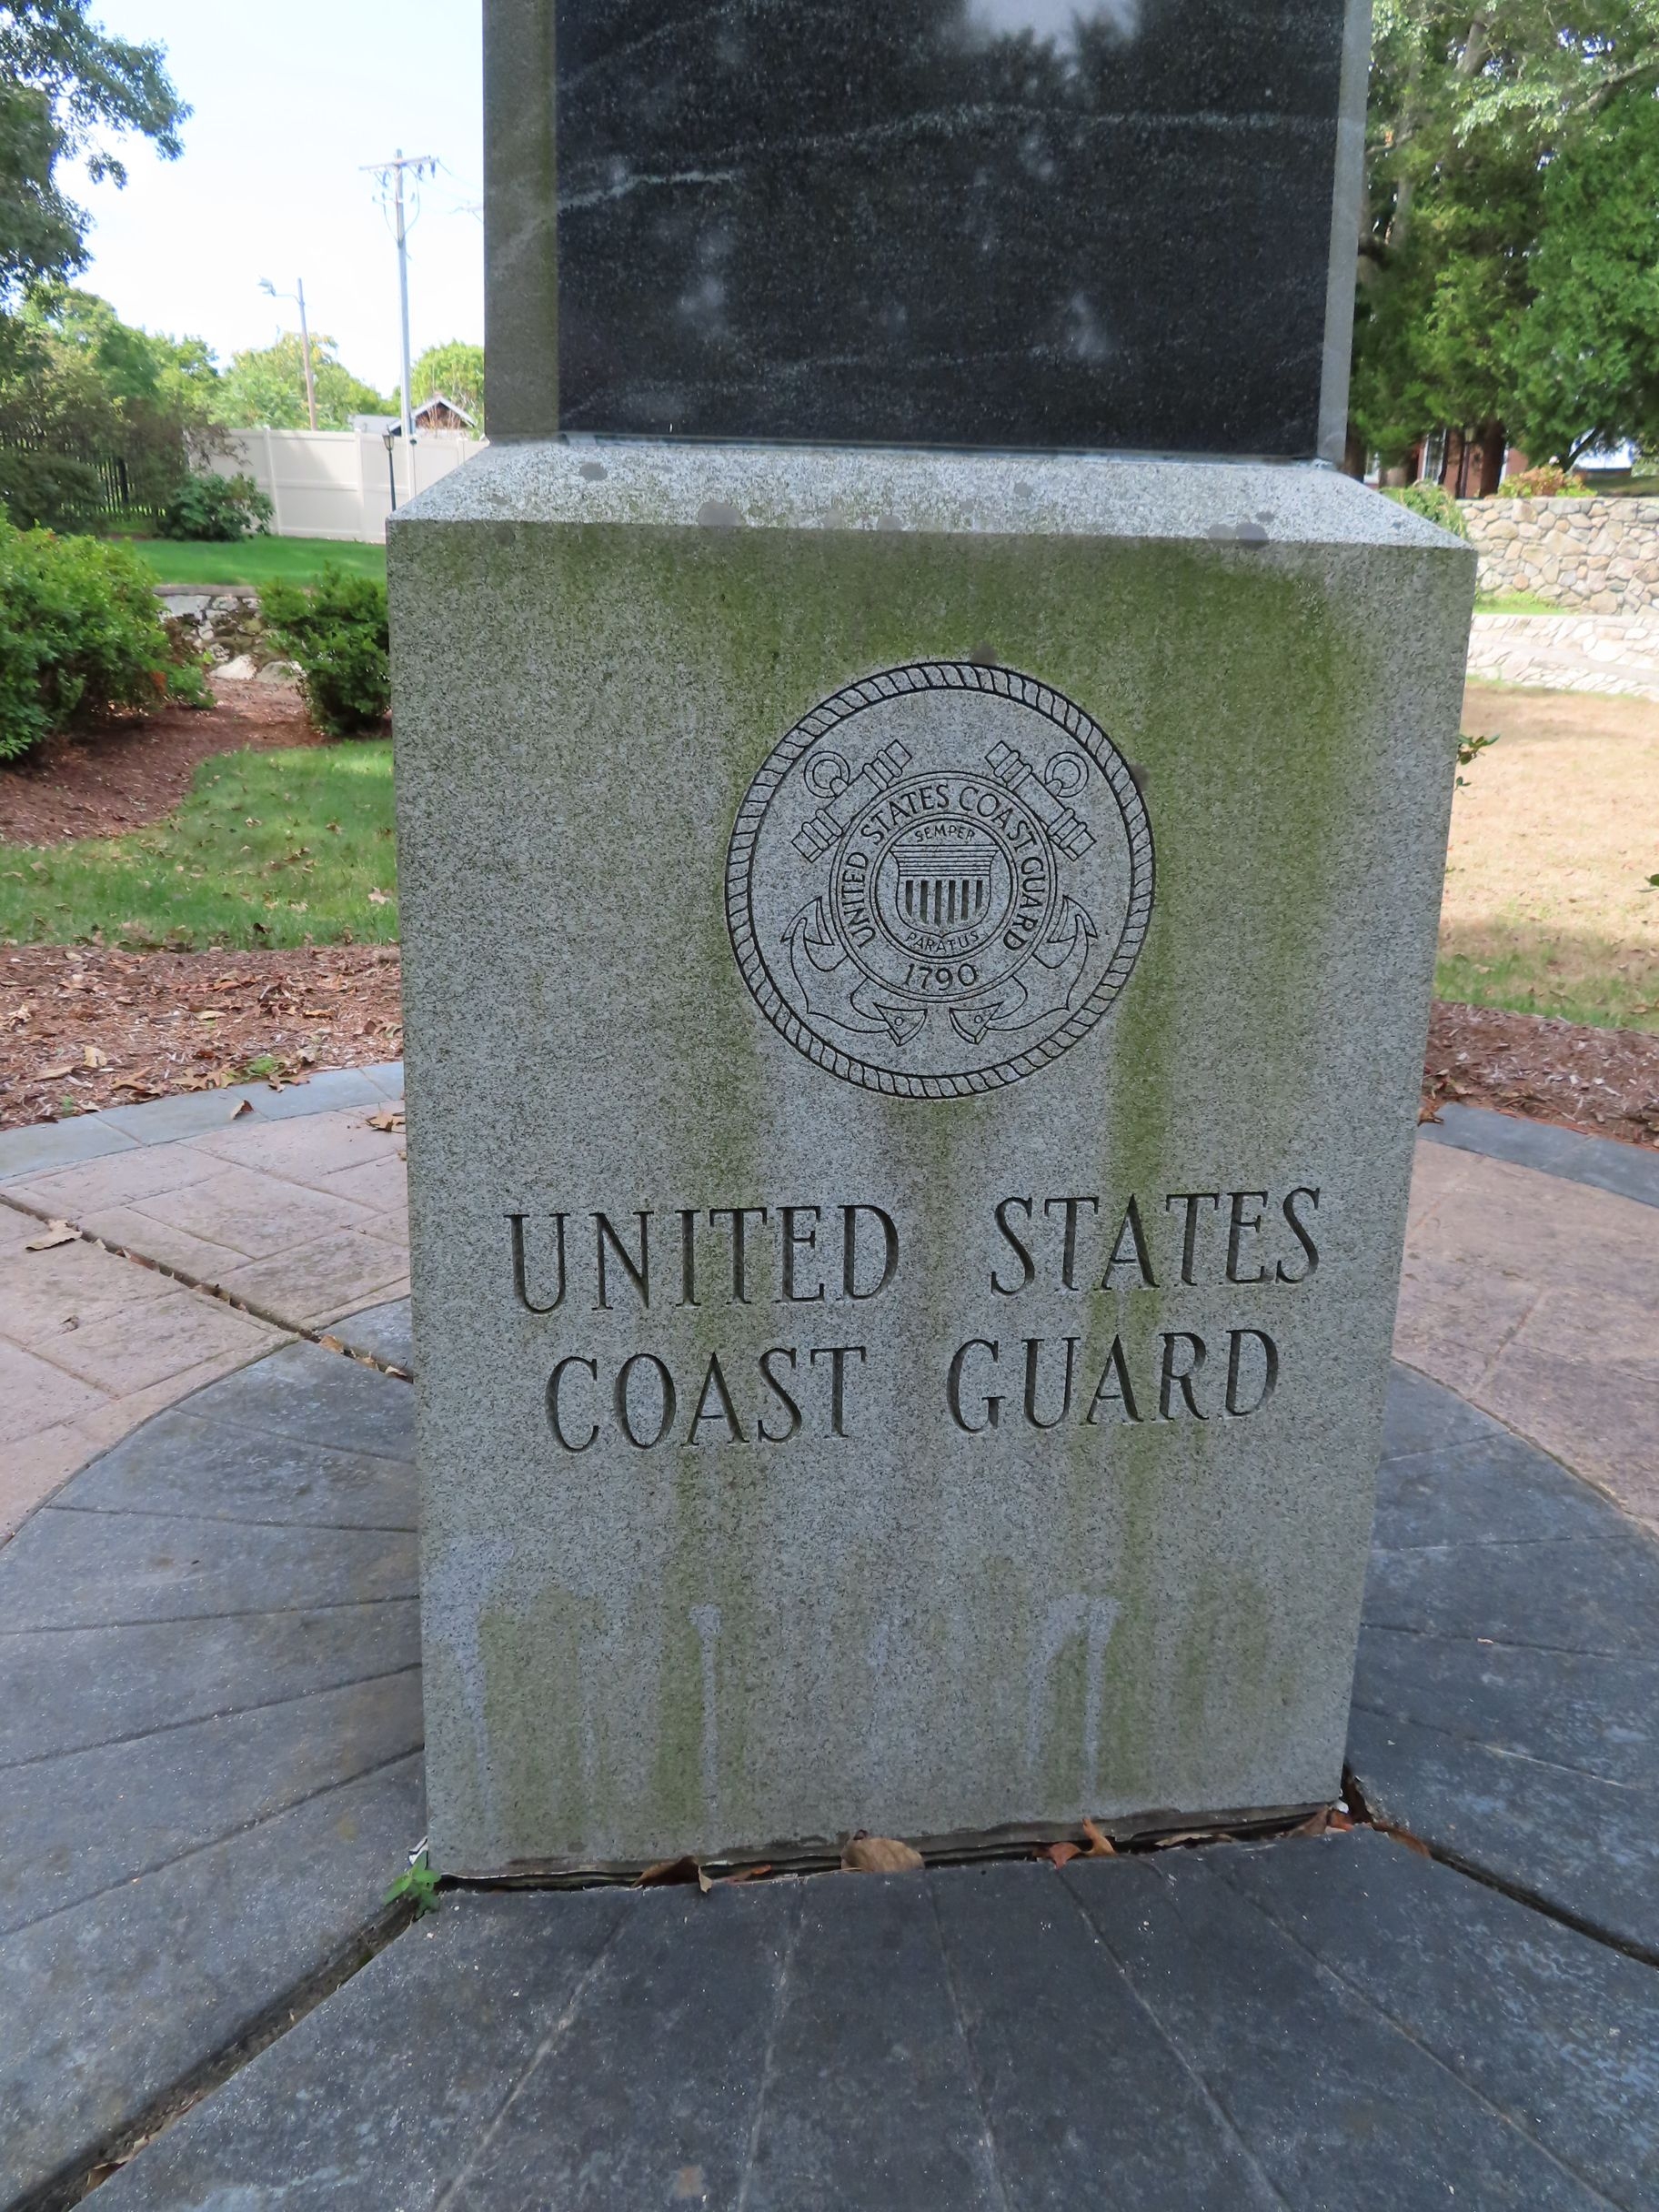 UNITED STATES COAST GUARD
SEMPER
PARATUS
1790
UNITED STATES
COAST GUARD